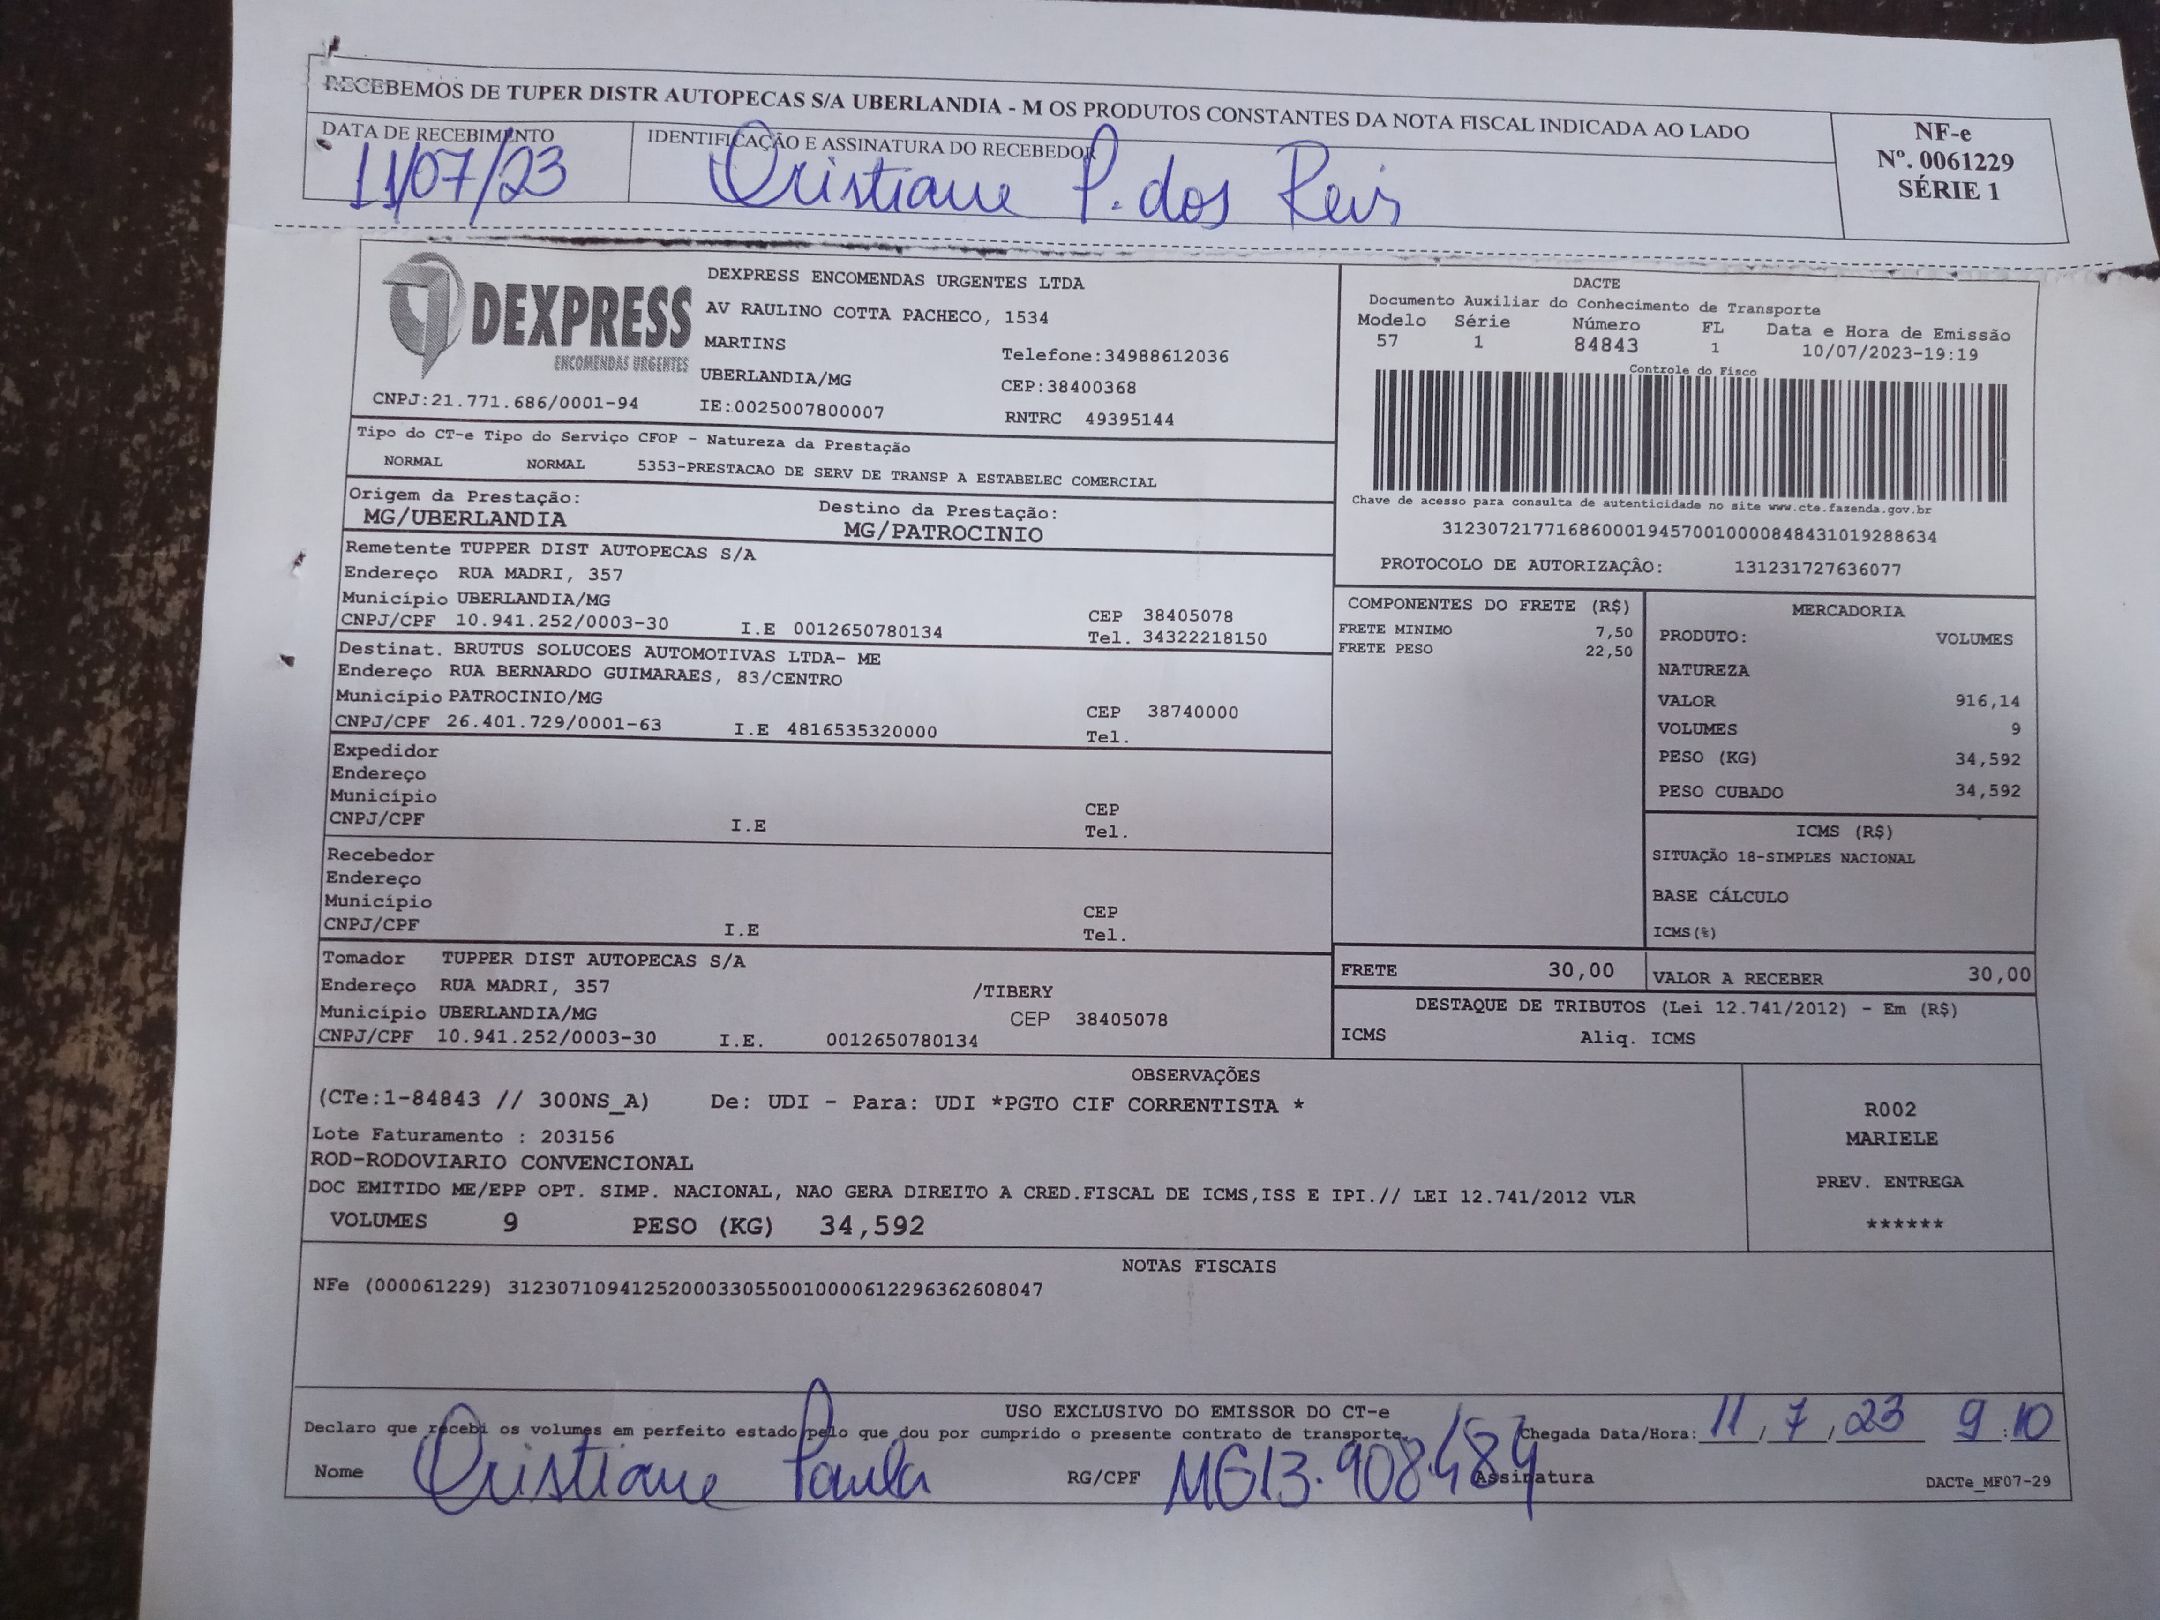 RECEBEMOS DE TUPER DISTR AUTOPECAS S/A UBERLANDIA - M OS PRODUTOS CONSTANTES DA NOTA FISCAL INDICADA AO LADO
DATA DE RECEBIMENTO
11/07/23
IDENTIFICAÇÃO E ASSINATURA DO RECEBEDOR
Cristiane P. dos Reis
NF-e
Nº. 0061229
SÉRIE 1
DEXPRESS
ENCOMENDAS URGENTES
CNPJ:21.771.686/0001-94
DEXPRESS ENCOMENDAS URGENTES LTDA
AV RAULINO COTTA PACHECO, 1534
MARTINS
Telefone:34988612036
UBERLANDIA/MG
CEP:38400368
IE:0025007800007
RNTRC 49395144
DACTE
Documento Auxiliar do Conhecimento de Transporte
Modelo Série Número FL Data e Hora de Emissão
57 1 84843 1 10/07/2023-19:19
Controle do Fisco
Chave de acesso para consulta de autenticidade no site www.cte.fazenda.gov.br
31230721771686000194570010000848431019288634
PROTOCOLO DE AUTORIZAÇÂO: 131231727636077
Tipo do CT-e Tipo do Serviço CFOP - Natureza da Prestação
NORMAL NORMAL 5353-PRESTACAO DE SERV DE TRANSP A ESTABELEC COMERCIAL
Origem da Prestação: Destino da Prestação:
MG/UBERLANDIA MG/PATROCINIO
Remetente TUPPER DIST AUTOPECAS S/A
Endereço RUA MADRI, 357
Município UBERLANDIA/MG CEP 38405078
CNPJ/CPF 10.941.252/0003-30 I.E 0012650780134 Tel. 34322218150
Destinat. BRUTUS SOLUCOES AUTOMOTIVAS LTDA- ME
Endereço RUA BERNARDO GUIMARAES, 83/CENTRO
Município PATROCINIO/MG CEP 38740000
CNPJ/CPF 26.401.729/0001-63 I.E 4816535320000 Tel.
Expedidor
Endereço
Município CEP
CNPJ/CPF I.E Tel.
Recebedor
Endereço
Município CEP
CNPJ/CPF I.E Tel.
Tomador TUPPER DIST AUTOPECAS S/A
Endereço RUA MADRI, 357 /TIBERY
Município UBERLANDIA/MG CEP 38405078
CNPJ/CPF 10.941.252/0003-30 I.E. 0012650780134
COMPONENTES DO FRETE (R$)
FRETE MINIMO 7,50
FRETE PESO 22,50
MERCADORIA
PRODUTO: VOLUMES
NATUREZA
VALOR 916,14
VOLUMES 9
PESO (KG) 34,592
PESO CUBADO 34,592
ICMS (R$)
SITUAÇÃO 18-SIMPLES NACIONAL
BASE CÁLCULO
ICMS(%)
FRETE 30,00 VALOR A RECEBER 30,00
DESTAQUE DE TRIBUTOS (Lei 12.741/2012) - Em (R$)
ICMS Aliq. ICMS
OBSERVAÇÕES
(CTe:1-84843 // 300NS_A) De: UDI - Para: UDI *PGTO CIF CORRENTISTA *
Lote Faturamento : 203156
ROD-RODOVIARIO CONVENCIONAL
DOC EMITIDO ME/EPP OPT. SIMP. NACIONAL, NAO GERA DIREITO A CRED.FISCAL DE ICMS,ISS E IPI.// LEI 12.741/2012 VLR
VOLUMES 9 PESO (KG) 34,592
R002
MARIELE
PREV. ENTREGA
******
NOTAS FISCAIS
NFe (000061229) 31230710941252000330550010000612296362608047
USO EXCLUSIVO DO EMISSOR DO CT-e
Declaro que recebi os volumes em perfeito estado pelo que dou por cumprido o presente contrato de transporte. Chegada Data/Hora: 11/7/23 9:10
Nome Cristiane Paula RG/CPF MG13.908.484 Assinatura DACTe_MF07-29